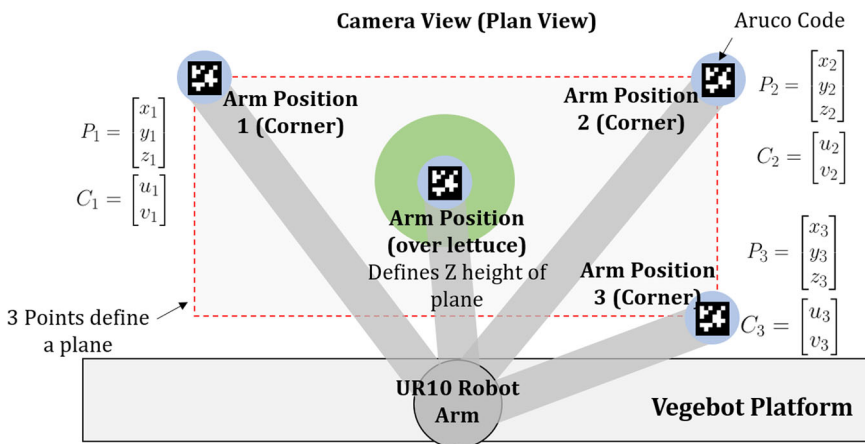 Camera View (Plan View)
Aruco Code
Arm Position
1 (Corner)
P₁ = [x₁ y₁ z₁]
C₁ = [u₁ v₁]
Arm Position
2 (Corner)
P₂ = [x₂ y₂ z₂]
C₂ = [u₂ v₂]
Arm Position
(over lettuce)
Defines Z height of
plane
Arm Position
3 (Corner)
P₃ = [x₃ y₃ z₃]
C₃ = [u₃ v₃]
3 Points define
a plane
UR10 Robot
Arm
Vegebot Platform